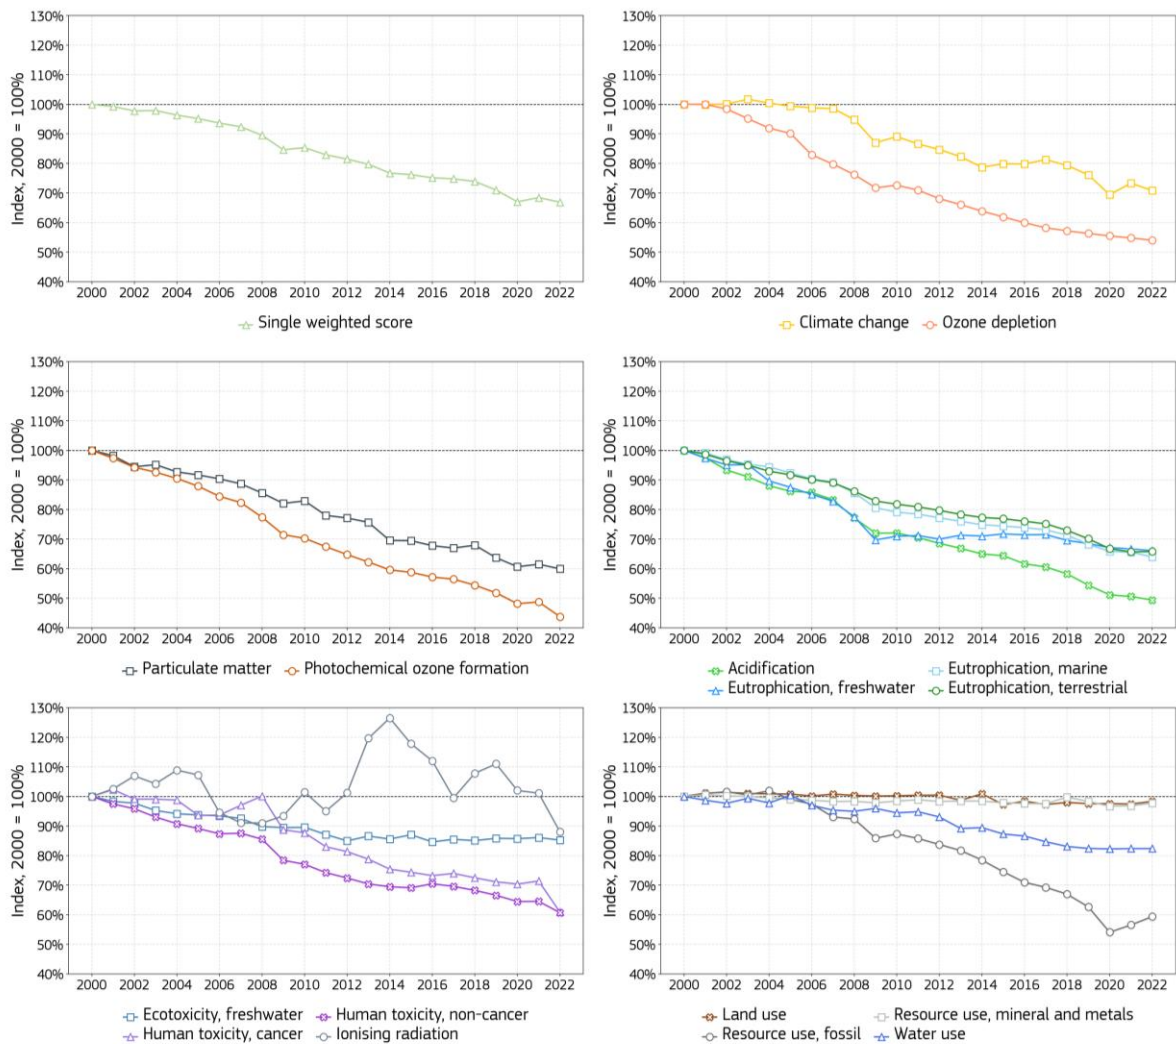 130%
120%
110%
100%
90%
80%
70%
60%
50%
40%
Index, 2000 = 100%
2000 2002 2004 2006 2008 2010 2012 2014 2016 2018 2020 2022
Single weighted score
130%
120%
110%
100%
90%
80%
70%
60%
50%
40%
Index, 2000 = 100%
2000 2002 2004 2006 2008 2010 2012 2014 2016 2018 2020 2022
Climate change Ozone depletion
130%
120%
110%
100%
90%
80%
70%
60%
50%
40%
Index, 2000 = 100%
2000 2002 2004 2006 2008 2010 2012 2014 2016 2018 2020 2022
Particulate matter Photochemical ozone formation
130%
120%
110%
100%
90%
80%
70%
60%
50%
40%
Index, 2000 = 100%
2000 2002 2004 2006 2008 2010 2012 2014 2016 2018 2020 2022
Acidification Eutrophication, marine
Eutrophication, freshwater Eutrophication, terrestrial
130%
120%
110%
100%
90%
80%
70%
60%
50%
40%
Index, 2000 = 100%
2000 2002 2004 2006 2008 2010 2012 2014 2016 2018 2020 2022
Ecotoxicity, freshwater Human toxicity, non-cancer
Human toxicity, cancer Ionising radiation
130%
120%
110%
100%
90%
80%
70%
60%
50%
40%
Index, 2000 = 100%
2000 2002 2004 2006 2008 2010 2012 2014 2016 2018 2020 2022
Land use Resource use, mineral and metals
Resource use, fossil Water use